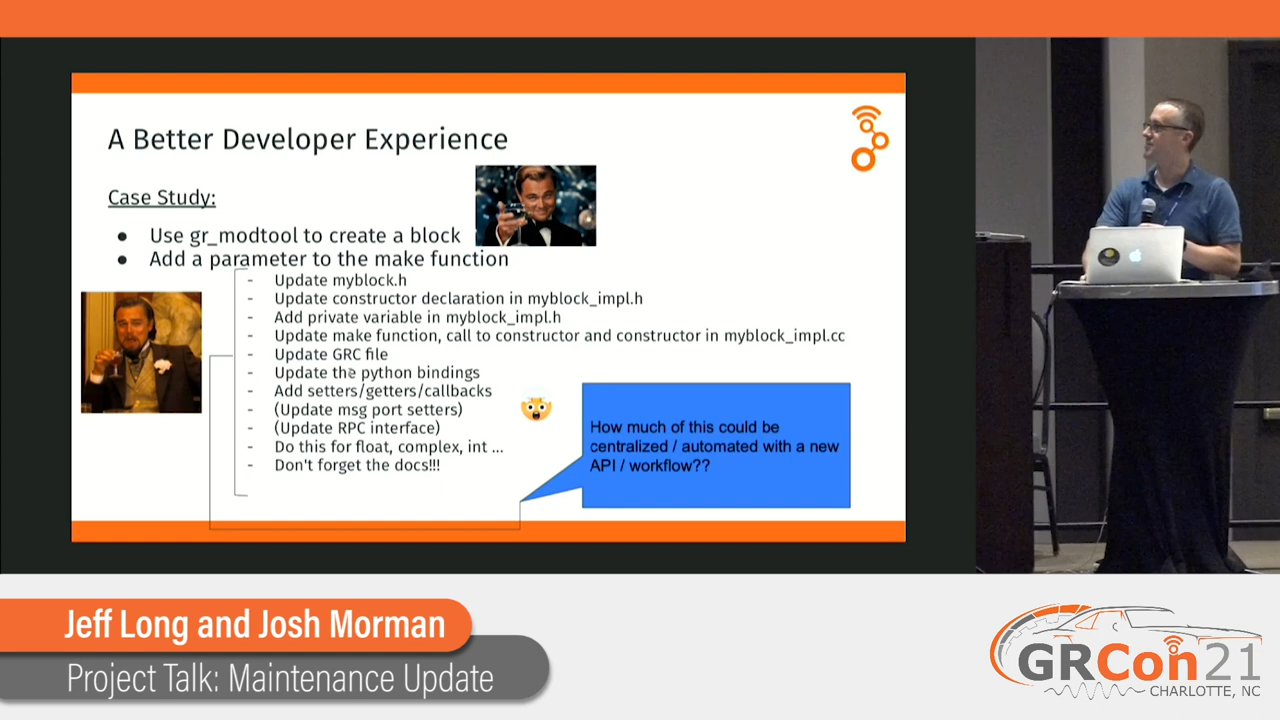 A Better Developer Experience
Case Study:
● Use gr_modtool to create a block
● Add a parameter to the make function
- Update myblock.h
- Update constructor declaration in myblock_impl.h
- Add private variable in myblock_impl.h
- Update make function, call to constructor and constructor in myblock_impl.cc
- Update GRC file
- Update the python bindings
- Add setters/getters/callbacks
- (Update msg port setters)
- (Update RPC interface)
- Do this for float, complex, int ...
- Don't forget the docs!!!
How much of this could be
centralized / automated with a new
API / workflow??
Jeff Long and Josh Morman
Project Talk: Maintenance Update
GRCon21
CHARLOTTE, NC